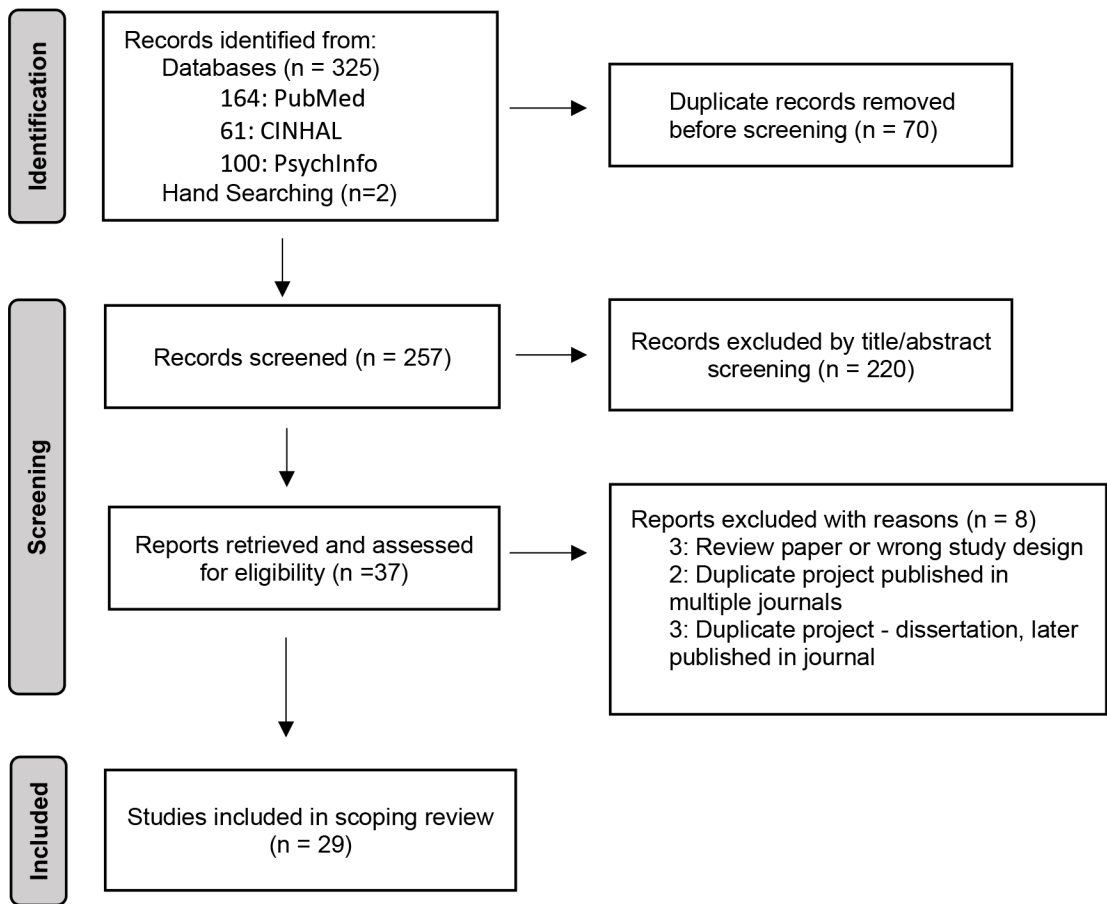 Identification
Records identified from:
Databases (n = 325)
164: PubMed
61: CINHAL
100: PsychInfo
Hand Searching (n=2)
Duplicate records removed
before screening (n = 70)
Screening
Records screened (n = 257)
Records excluded by title/abstract
screening (n = 220)
Reports retrieved and assessed
for eligibility (n =37)
Reports excluded with reasons (n = 8)
3: Review paper or wrong study design
2: Duplicate project published in
multiple journals
3: Duplicate project - dissertation, later
published in journal
Included
Studies included in scoping review
(n = 29)